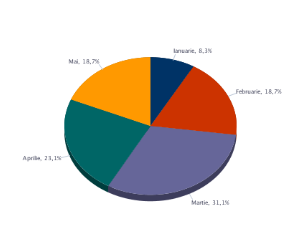 Ianuarie, 8,3%
Mai, 18,7%
Februarie, 18,7%
Aprilie, 23,1%
Martie, 31,1%